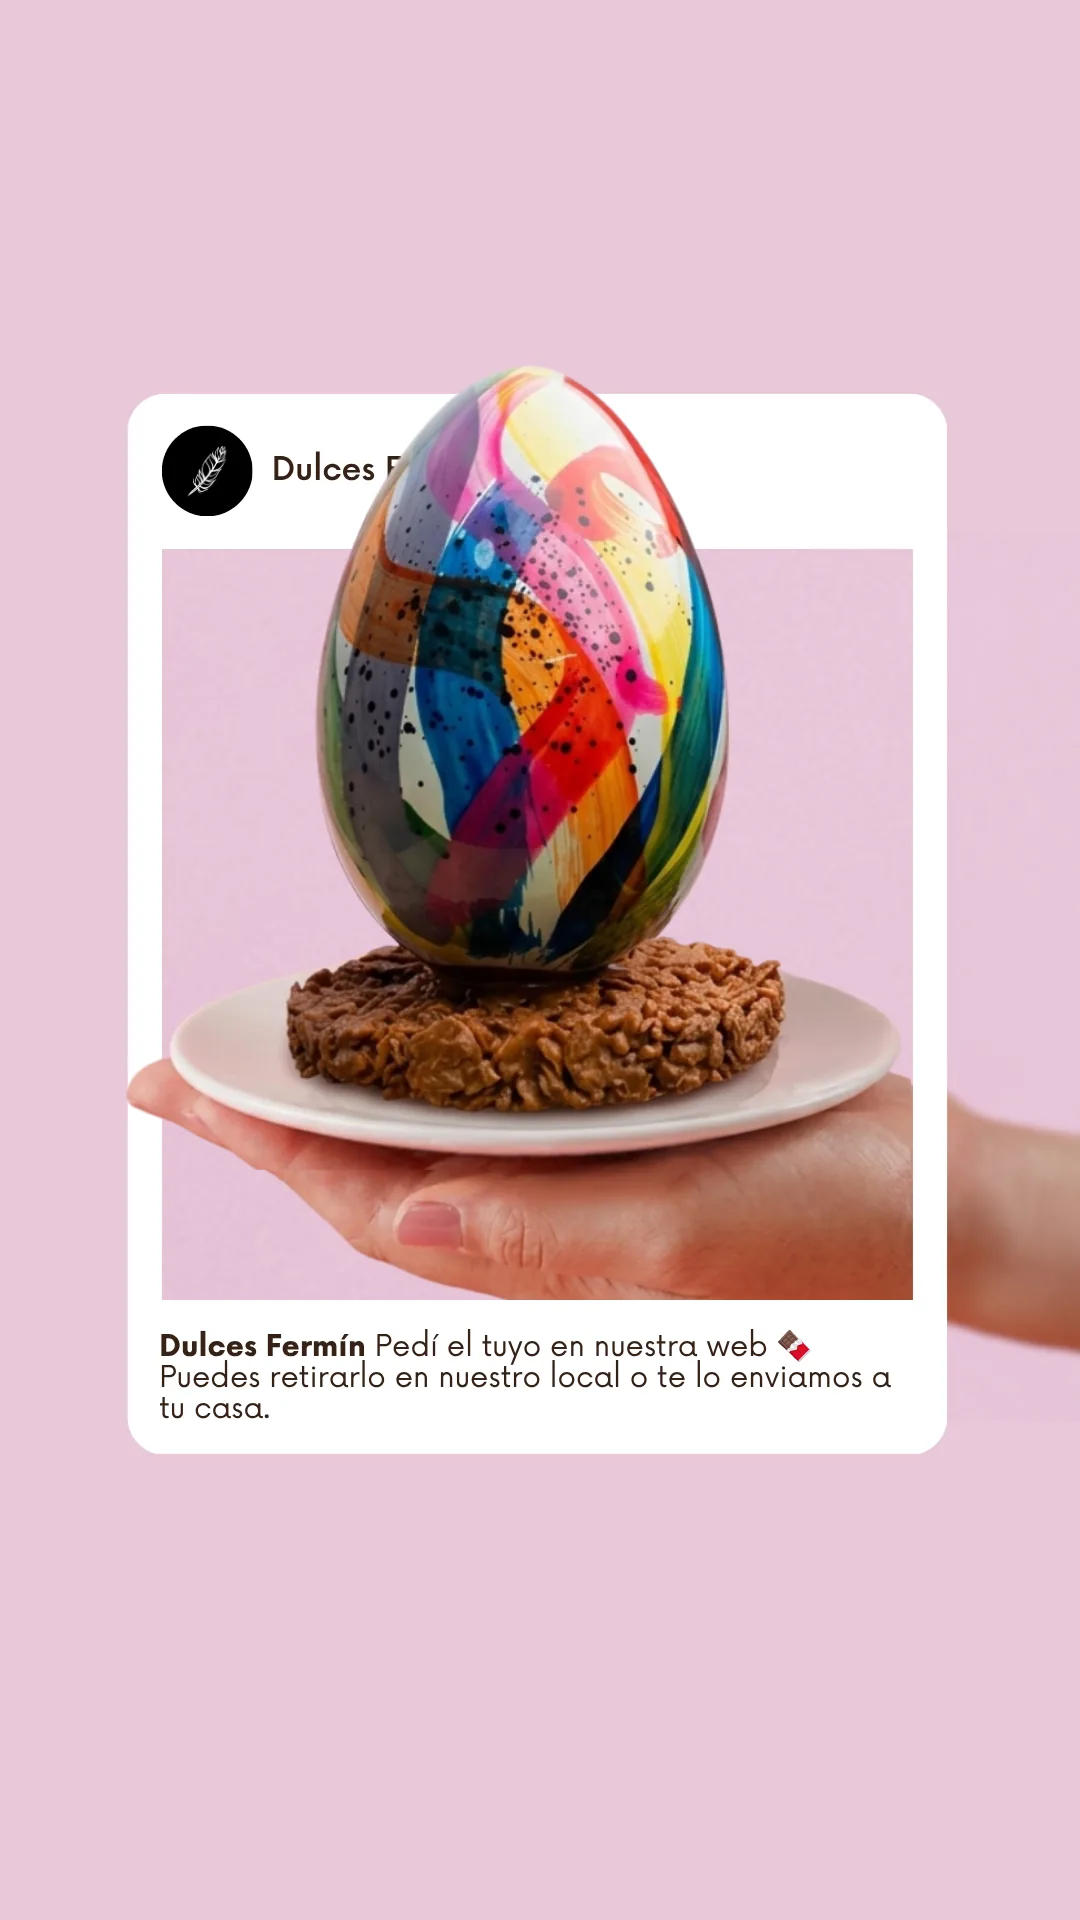 Dulces F
Dulces Fermín Pedí el tuyo en nuestra web 🍫
Puedes retirarlo en nuestro local o te lo enviamos a
tu casa.